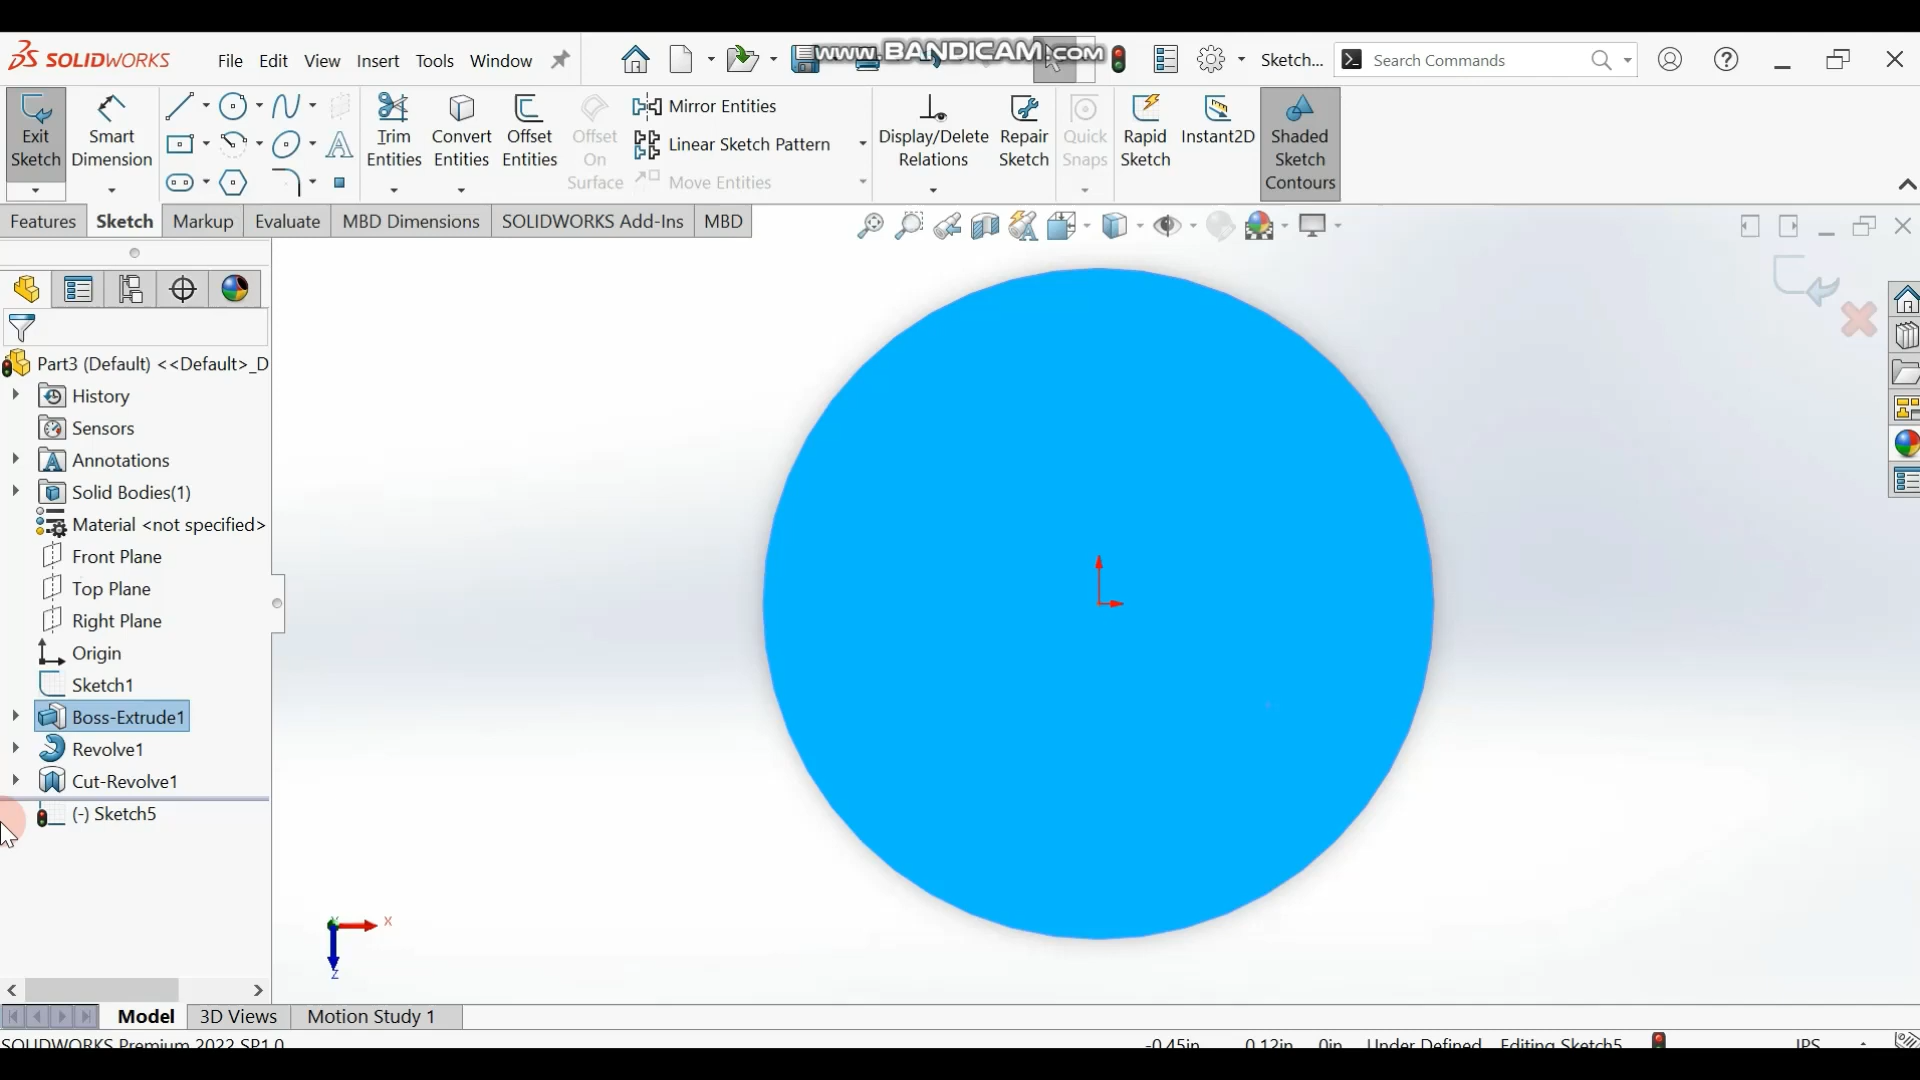 SOLIDWORKS File Edit View Insert Tools Window www.BANDICAM.com Sketch... Search Commands
Exit Sketch
Smart Dimension
Trim Entities
Convert Entities
Offset Entities
Offset On Surface
Mirror Entities
Linear Sketch Pattern
Move Entities
Display/Delete Relations
Repair Sketch
Quick Snaps
Rapid Sketch
Instant2D
Shaded Sketch Contours
Features Sketch Markup Evaluate MBD Dimensions SOLIDWORKS Add-Ins MBD
Part3 (Default) <<Default>_D
History
Sensors
Annotations
Solid Bodies(1)
Material <not specified>
Front Plane
Top Plane
Right Plane
Origin
Sketch1
Boss-Extrude1
Revolve1
Cut-Revolve1
(-) Sketch5
Y
X
Z
Model 3D Views Motion Study 1
SOLIDWORKS Premium 2022 SP1.0 -0.45in 0.12in 0in Under Defined Editing Sketch5 IPS